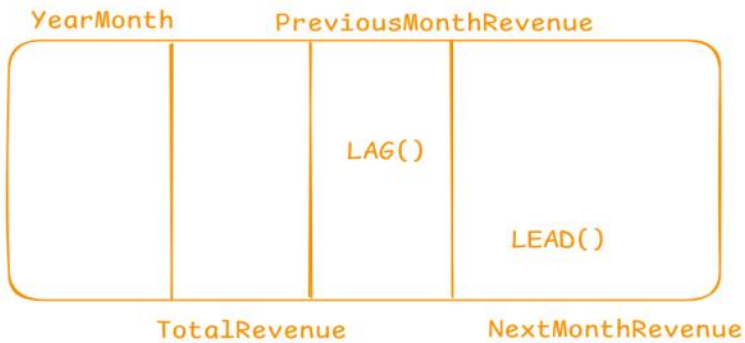 YearMonth
PreviousMonthRevenue
LAG()
LEAD()
TotalRevenue
NextMonthRevenue